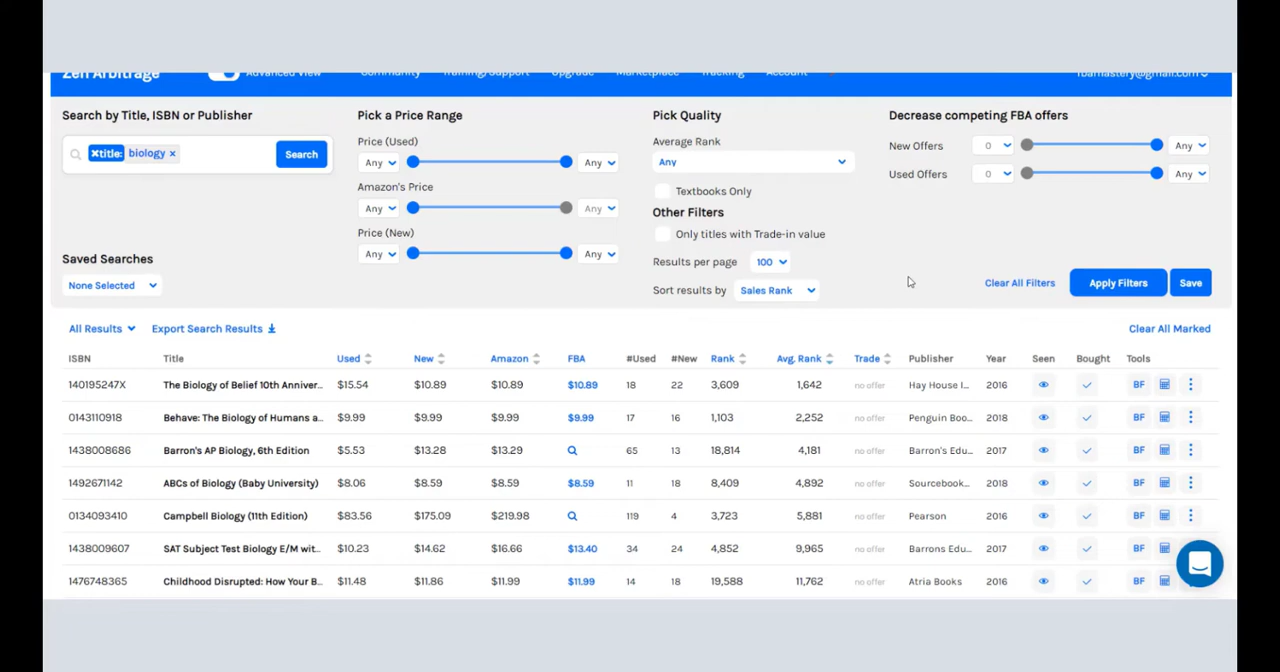 Zen Arbitrage Advanced View Community Training/Support Upgrade Marketplace Tracking Account fbamastery@gmail.com
Search by Title, ISBN or Publisher
title: biology × Search
Saved Searches
None Selected
Pick a Price Range
Price (Used)
Any Any
Amazon's Price
Any Any
Price (New)
Any Any
Pick Quality
Average Rank
Any
Textbooks Only
Other Filters
Only titles with Trade-in value
Results per page 100
Sort results by Sales Rank
Decrease competing FBA offers
New Offers 0 Any
Used Offers 0 Any
Clear All Filters Apply Filters Save
All Results Export Search Results Clear All Marked
ISBN Title Used New Amazon FBA #Used #New Rank Avg. Rank Trade Publisher Year Seen Bought Tools
140195247X The Biology of Belief 10th Anniver... $15.54 $10.89 $10.89 $10.89 18 22 3,609 1,642 no offer Hay House I... 2016 BF
0143110918 Behave: The Biology of Humans a... $9.99 $9.99 $9.99 $9.99 17 16 1,103 2,252 no offer Penguin Boo... 2018 BF
1438008686 Barron's AP Biology, 6th Edition $5.53 $13.28 $13.29 65 13 18,814 4,181 no offer Barron's Edu... 2017 BF
1492671142 ABCs of Biology (Baby University) $8.06 $8.59 $8.59 $8.59 11 18 8,409 4,892 no offer Sourcebook... 2018 BF
0134093410 Campbell Biology (11th Edition) $83.56 $175.09 $219.98 119 4 3,723 5,881 no offer Pearson 2016 BF
1438009607 SAT Subject Test Biology E/M wit... $10.23 $14.62 $16.66 $13.40 34 24 4,852 9,965 no offer Barrons Edu... 2017 BF
1476748365 Childhood Disrupted: How Your B... $11.48 $11.86 $11.99 $11.99 14 18 19,588 11,762 no offer Atria Books 2016 BF